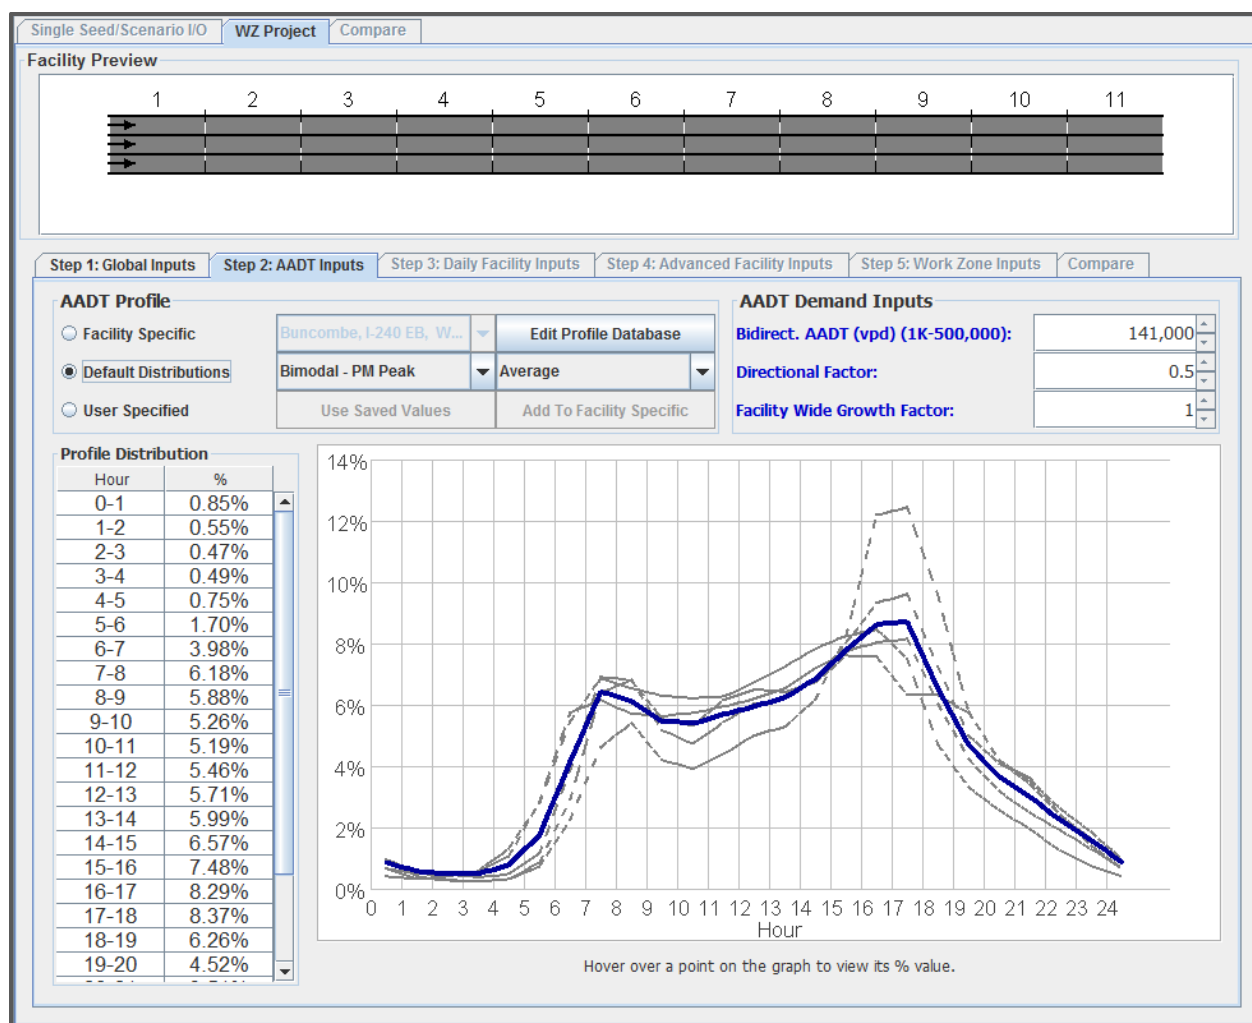 Single Seed/Scenario I/O WZ Project Compare
Facility Preview
1 2 3 4 5 6 7 8 9 10 11
Step 1: Global Inputs Step 2: AADT Inputs Step 3: Daily Facility Inputs Step 4: Advanced Facility Inputs Step 5: Work Zone Inputs Compare
AADT Profile
Facility Specific Buncombe, I-240 EB, W... Edit Profile Database
Default Distributions Bimodal - PM Peak Average
User Specified Use Saved Values Add To Facility Specific
AADT Demand Inputs
Bidirect. AADT (vpd) (1K-500,000): 141,000
Directional Factor: 0.5
Facility Wide Growth Factor: 1
Profile Distribution
Hour %
0-1 0.85%
1-2 0.55%
2-3 0.47%
3-4 0.49%
4-5 0.75%
5-6 1.70%
6-7 3.98%
7-8 6.18%
8-9 5.88%
9-10 5.26%
10-11 5.19%
11-12 5.46%
12-13 5.71%
13-14 5.99%
14-15 6.57%
15-16 7.48%
16-17 8.29%
17-18 8.37%
18-19 6.26%
19-20 4.52%
14%
12%
10%
8%
6%
4%
2%
0%
0 1 2 3 4 5 6 7 8 9 10 11 12 13 14 15 16 17 18 19 20 21 22 23 24
Hour
Hover over a point on the graph to view its % value.